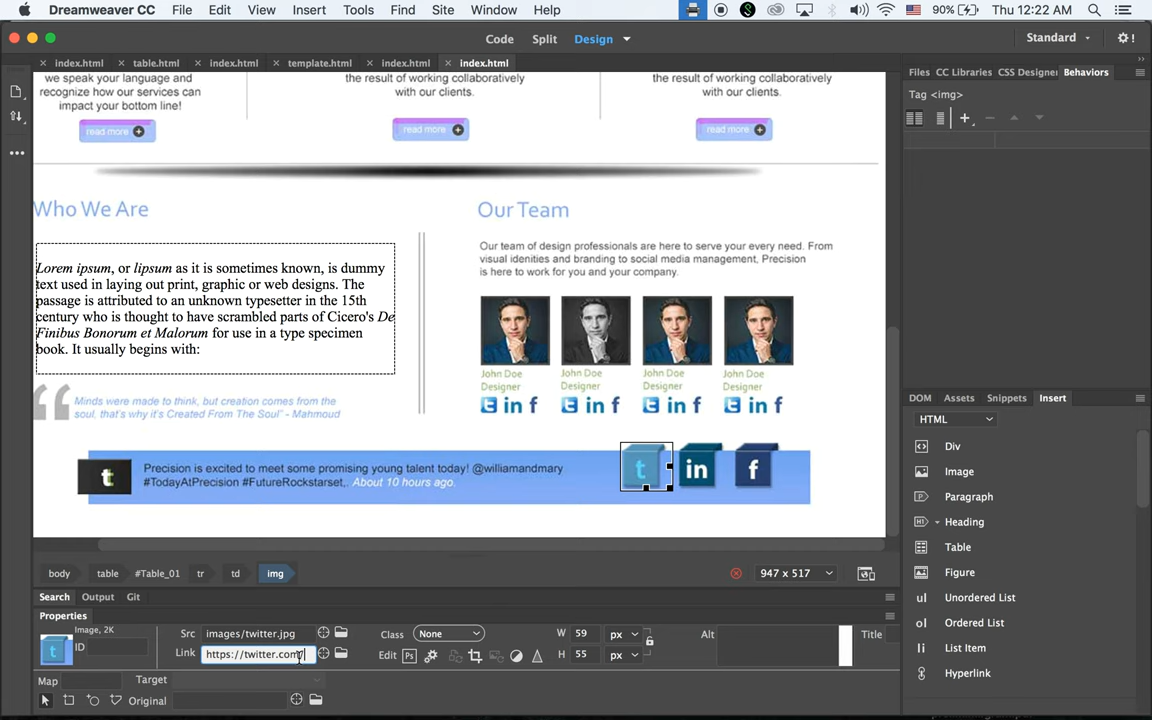 Dreamweaver CC File Edit View Insert Tools Find Site Window Help
90% Thu 12:22 AM
Code Split Design
Standard
index.html table.html index.html template.html index.html index.html
we speak your language and
recognize how our services can
impact your bottom line!
read more
the result of working collaboratively
with our clients.
read more
the result of working collaboratively
with our clients.
read more
Who We Are
Lorem ipsum, or lipsum as it is sometimes known, is dummy
text used in laying out print, graphic or web designs. The
passage is attributed to an unknown typesetter in the 15th
century who is thought to have scrambled parts of Cicero's De
Finibus Bonorum et Malorum for use in a type specimen
book. It usually begins with:
Minds were made to think, but creation comes from the
soul. that's why it's Created From The Soul" - Mahmoud
Our Team
Our team of design professionals are here to serve your every need. From
visual idenities and branding to social media management, Precision
is here to work for you and your company.
John Doe
Designer
John Doe
Designer
John Doe
Designer
John Doe
Designer
t in f
t in f
t in f
t in f
t
Precision is excited to meet some promising young talent today! @williamandmary
#TodayAtPrecision #FutureRockstarset,. About 10 hours ago.
t in f
body table #Table_01 tr td img
947 x 517
Search Output Git
Properties
Image, 2K
ID
Src images/twitter.jpg
Link https://twitter.com/
Class None
Edit Ps
W 59 px
H 55 px
Alt
Title
Map
Target
Original
Files CC Libraries CSS Designer Behaviors
Tag <img>
DOM Assets Snippets Insert
HTML
Div
Image
Paragraph
H1 Heading
Table
Figure
ul Unordered List
ol Ordered List
li List Item
Hyperlink